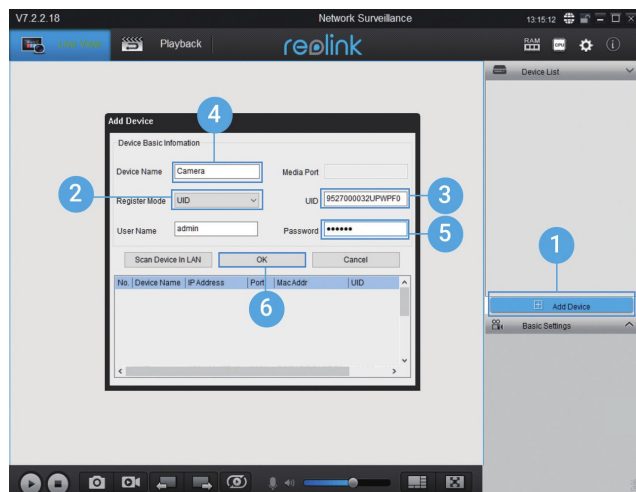 V7.2.2.18 Network Surveillance 13:15:12
Live View Playback reolink RAM CPU
Device List
Add Device
4
Device Basic Infomation
Device Name Camera Media Port
2 Register Mode UID UID 9527000032UPWPF0 3
User Name admin Password •••••• 5
1
Scan Device In LAN OK Cancel
No. Device Name IP Address Port MacAddr UID
6
Add Device
Basic Settings